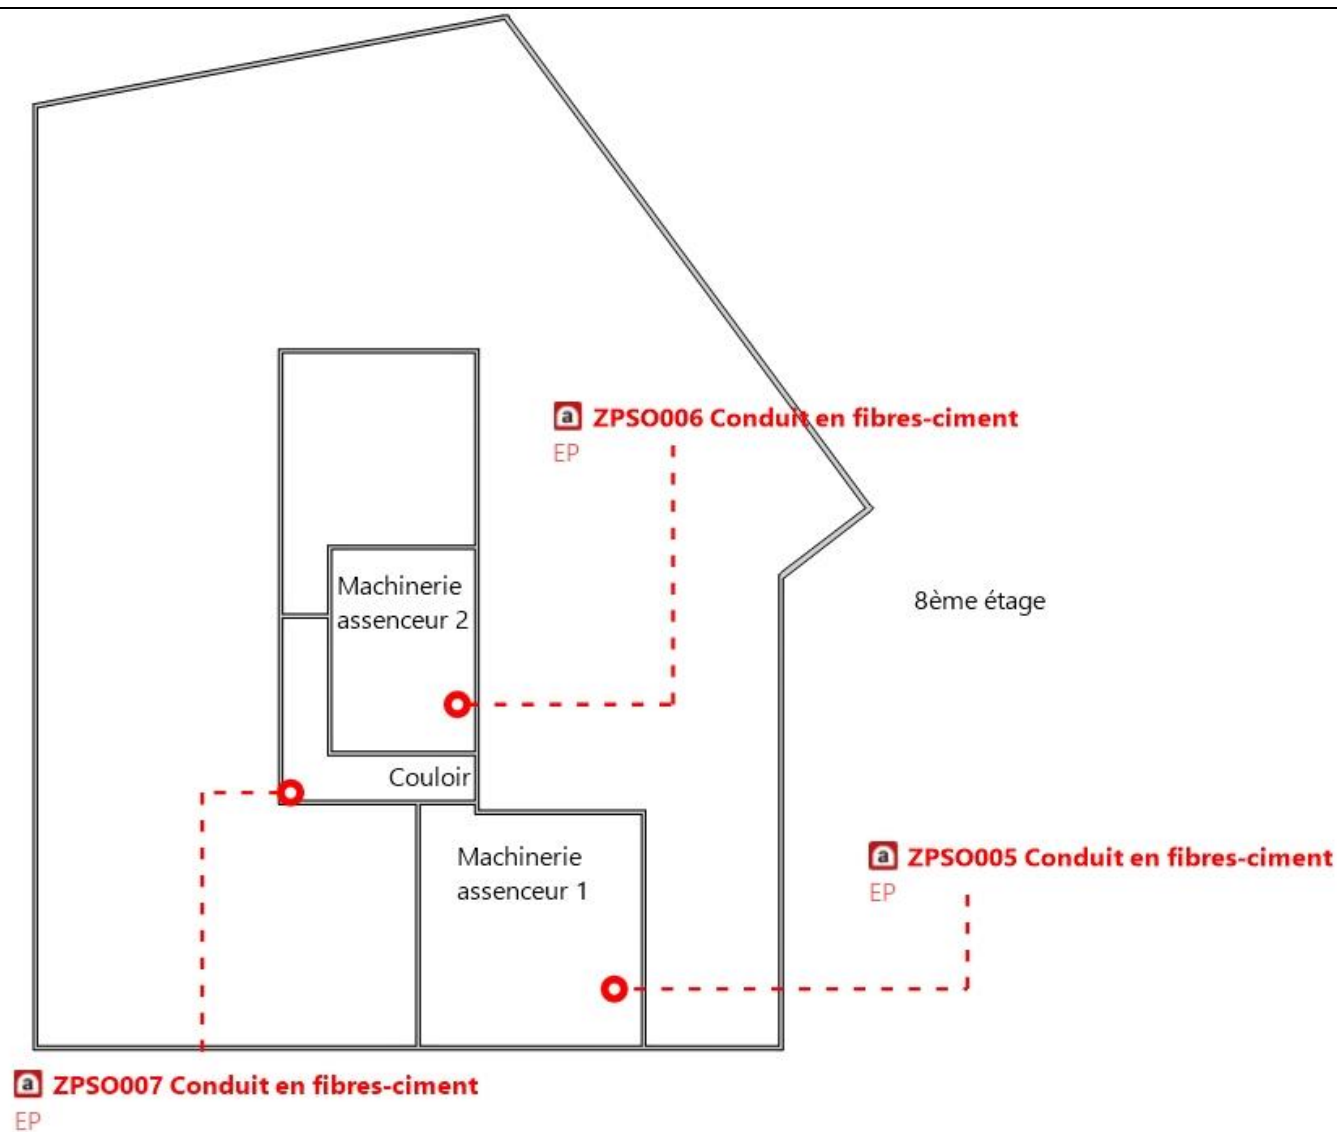 a ZPSO006 Conduit en fibres-ciment
EP
Machinerie
assenceur 2
8ème étage
Couloir
Machinerie
assenceur 1
a ZPSO005 Conduit en fibres-ciment
EP
a ZPSO007 Conduit en fibres-ciment
EP